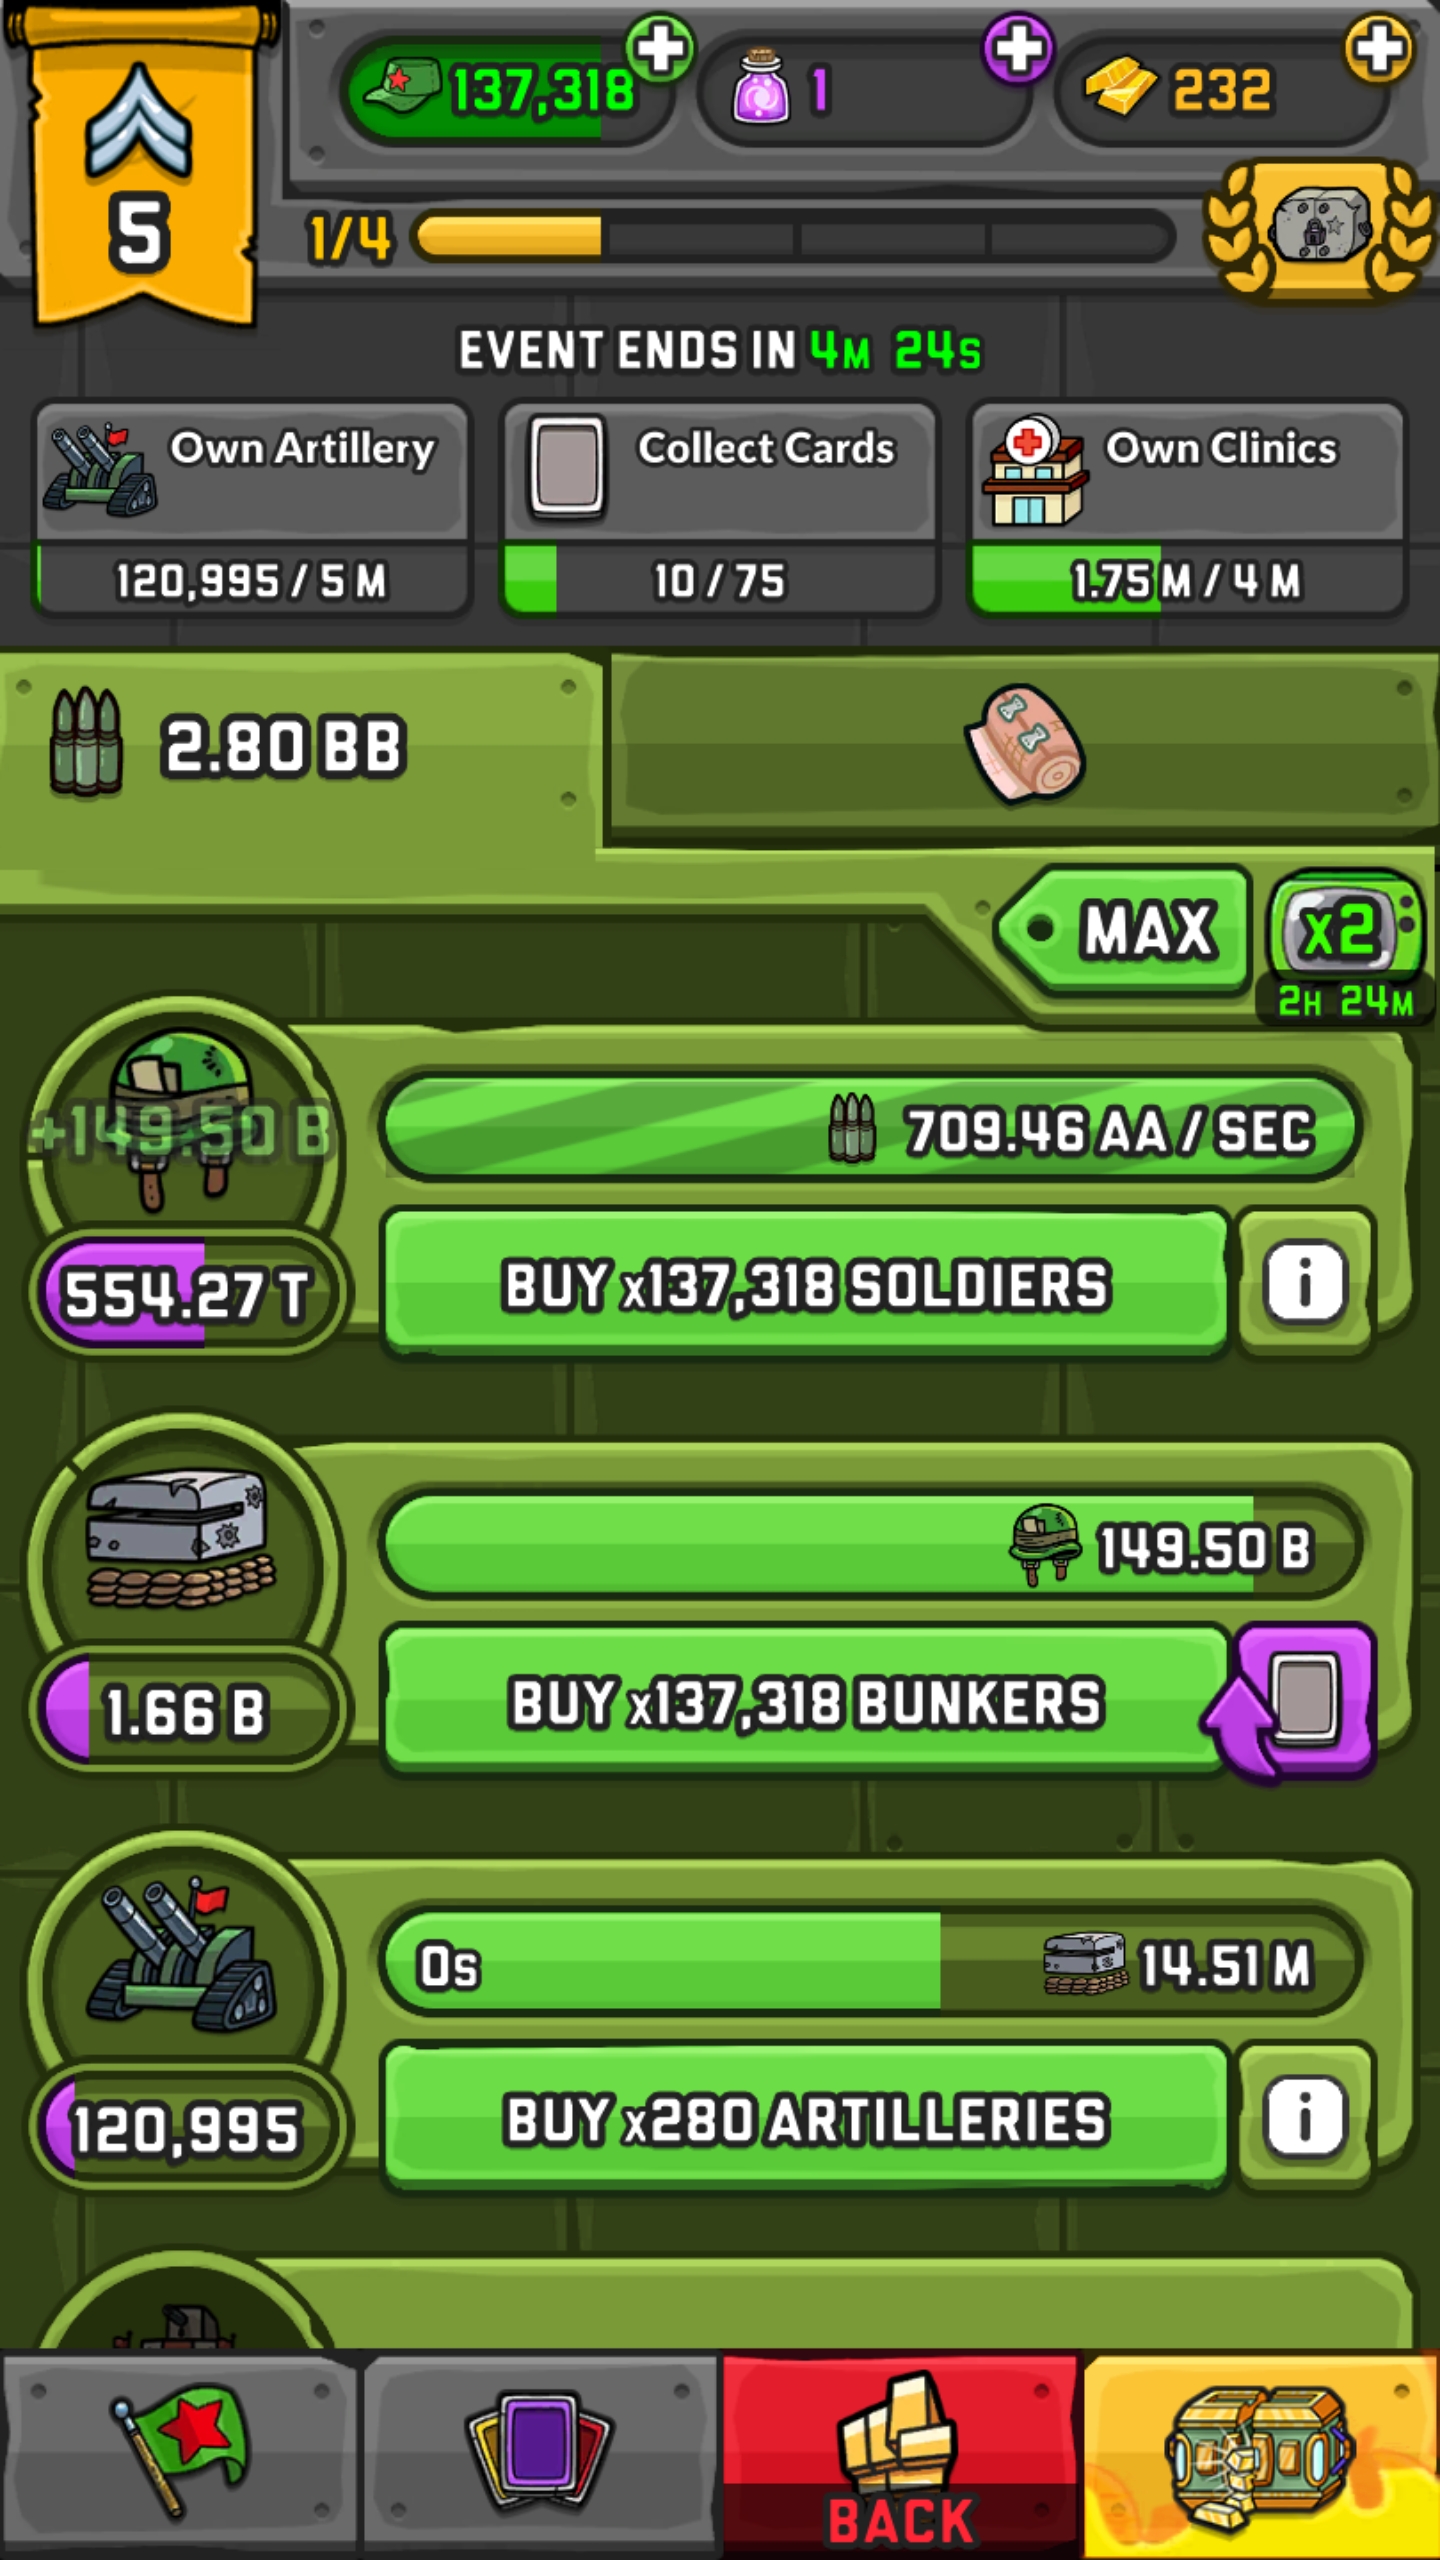 137,318
1
232
5
1/4
EVENT ENDS IN 4M 24S
Own Artillery
120,995 / 5 M
Collect Cards
10 / 75
Own Clinics
1.75 M / 4 M
2.80 BB
MAX
x2
2H 24M
+149.50 B
709.46 AA / SEC
554.27 T
BUY x137,318 SOLDIERS
i
149.50 B
1.66 B
BUY x137,318 BUNKERS
0s
14.51 M
120,995
BUY x280 ARTILLERIES
i
BACK